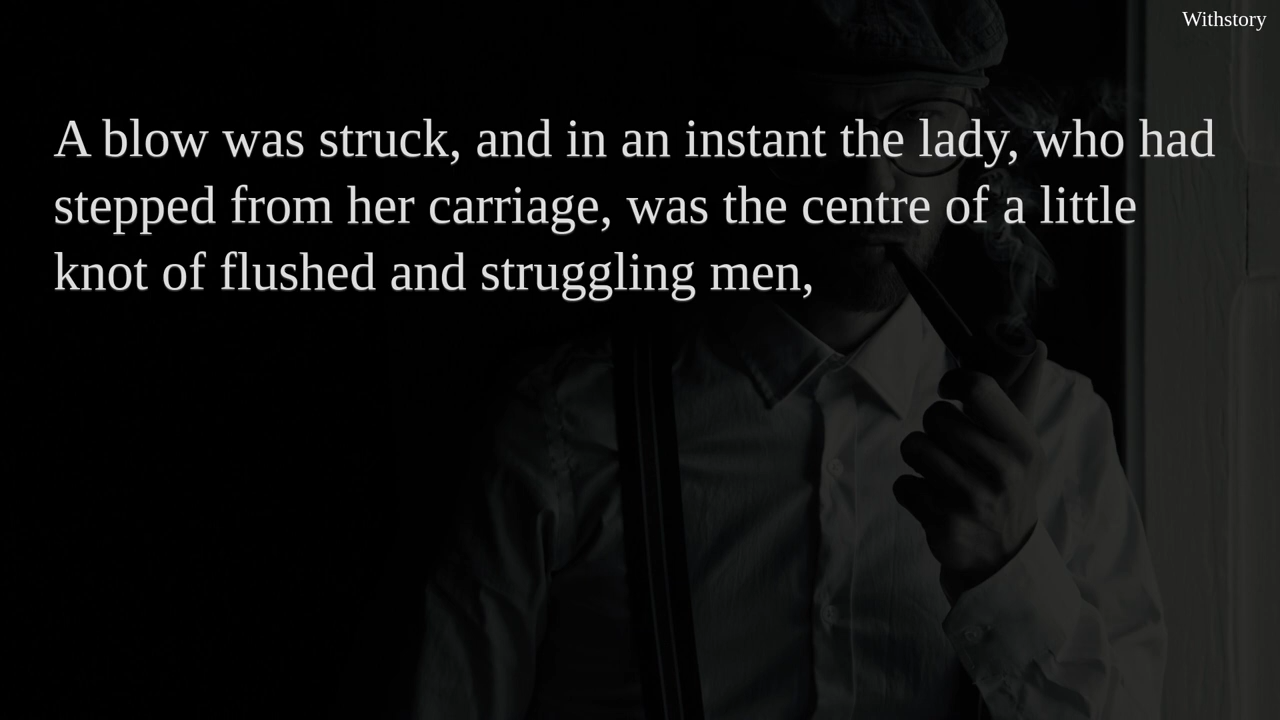 Withstory
A blow was struck, and in an instant the lady, who had
stepped from her carriage, was the centre of a little
knot of flushed and struggling men,